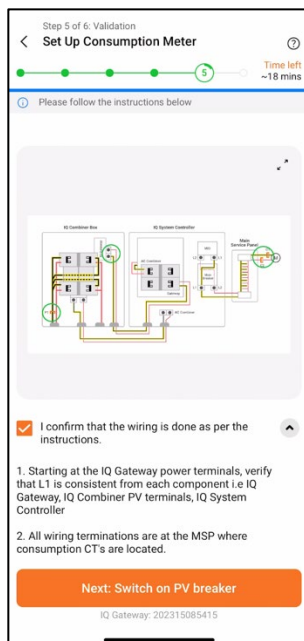 Step 5 of 6: Validation
Set Up Consumption Meter
5
Time left
~18 mins
Please follow the instructions below
IQ Combiner Box
IQ System Controller
Main
Service Panel
I confirm that the wiring is done as per the
instructions.
1. Starting at the IQ Gateway power terminals, verify
that L1 is consistent from each component i.e IQ
Gateway, IQ Combiner PV terminals, IQ System
Controller
2. All wiring terminations are at the MSP where
consumption CT's are located.
Next: Switch on PV breaker
IQ Gateway: 202315085415